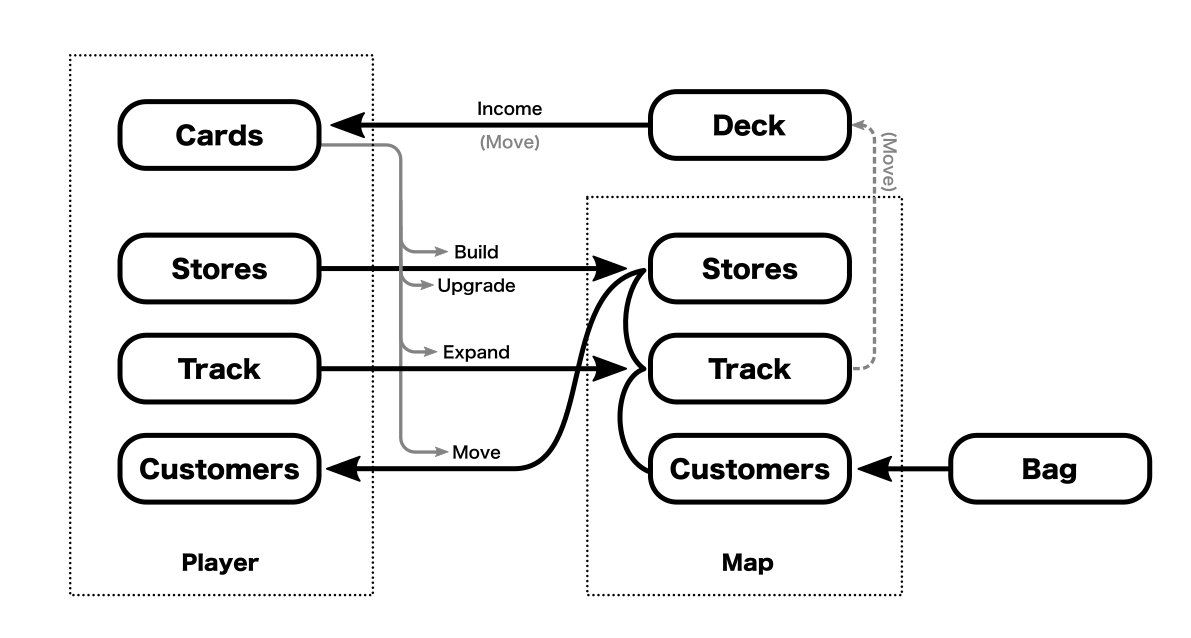 Income
Cards
Deck
(Move)
(Move)
Build
Stores
Stores
Upgrade
Expand
Track
Track
Move
Customers
Customers
Bag
Player
Map